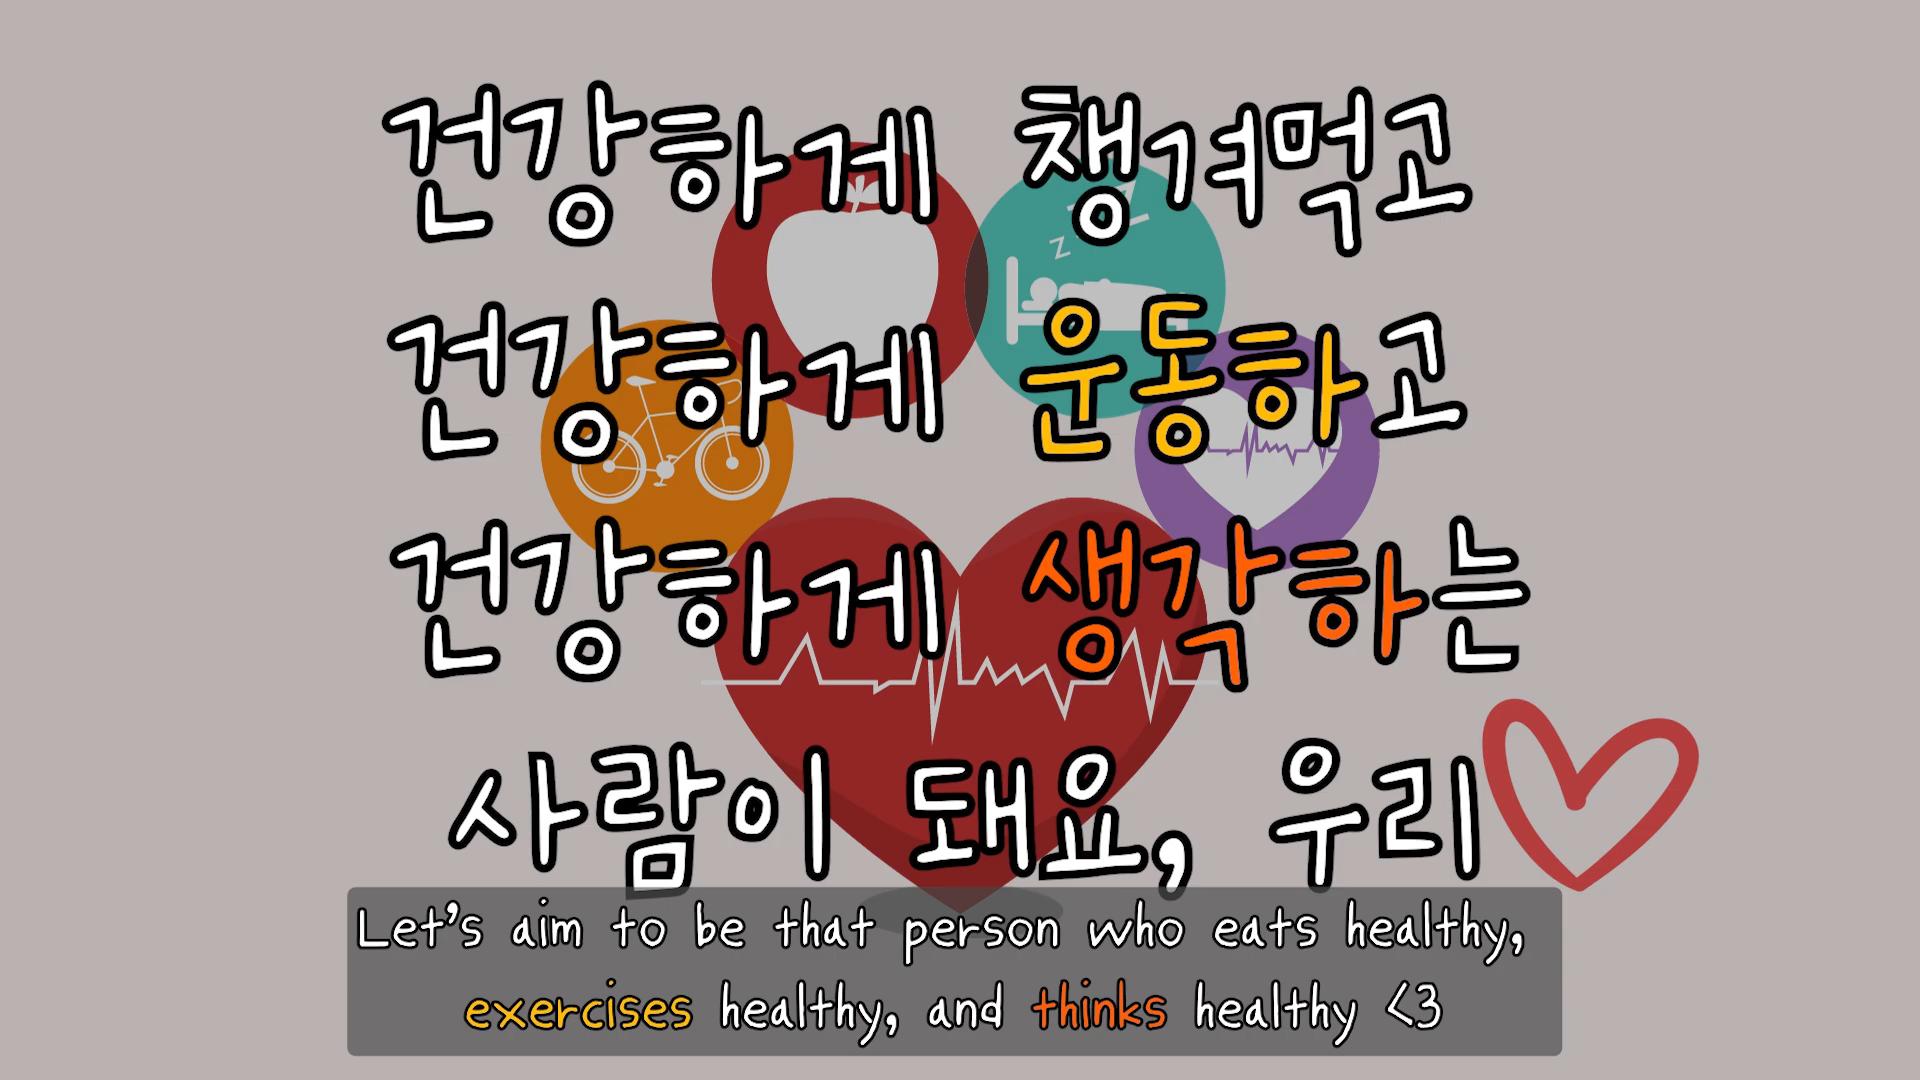 건강하게 챙겨먹고
건강하게 운동하고
건강하게 생각하는
사람이 돼요, 우리
Let's aim to be that person who eats healthy,
exercises healthy, and thinks healthy <3